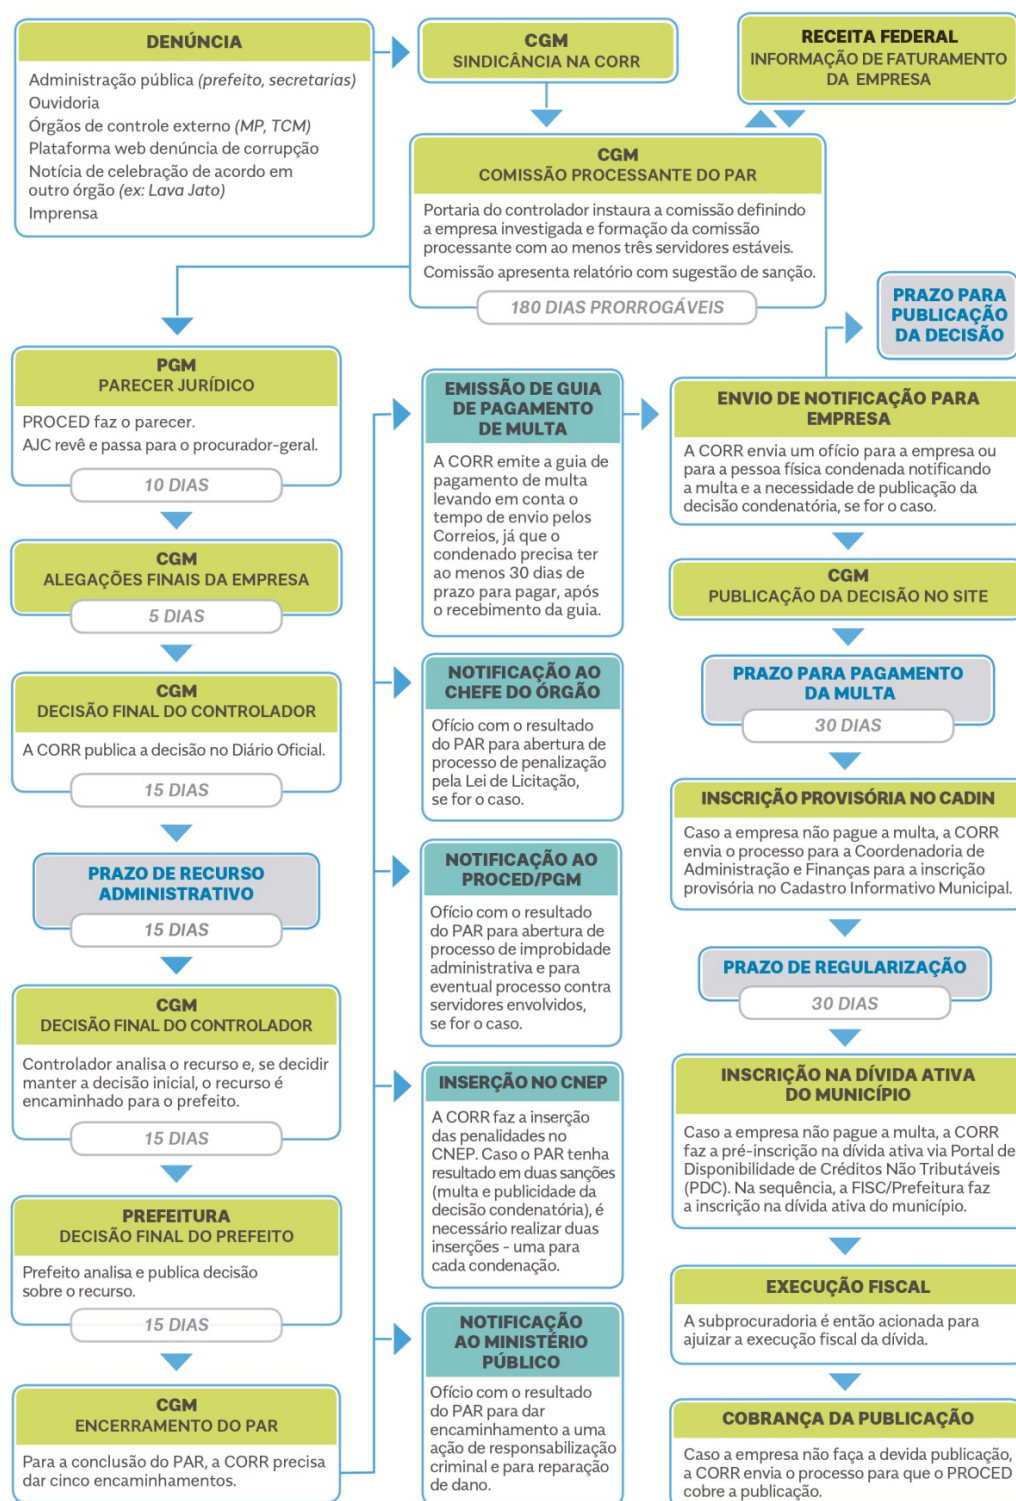 DENÚNCIA
Administração pública (prefeito, secretarias)
Ouvidoria
Órgãos de controle externo (MP, TCM)
Plataforma web denúncia de corrupção
Notícia de celebração de acordo em
outro órgão (ex: Lava Jato)
Imprensa
CGM
SINDICÂNCIA NA CORR
RECEITA FEDERAL
INFORMAÇÃO DE FATURAMENTO
DA EMPRESA
CGM
COMISSÃO PROCESSANTE DO PAR
Portaria do controlador instaura a comissão definindo
a empresa investigada e formação da comissão
processante com ao menos três servidores estáveis.
Comissão apresenta relatório com sugestão de sanção.
180 DIAS PRORROGÁVEIS
PGM
PARECER JURÍDICO
PROCED faz o parecer.
AJC revê e passa para o procurador-geral.
10 DIAS
CGM
ALEGAÇÕES FINAIS DA EMPRESA
5 DIAS
CGM
DECISÃO FINAL DO CONTROLADOR
A CORR publica a decisão no Diário Oficial.
15 DIAS
PRAZO DE RECURSO
ADMINISTRATIVO
15 DIAS
CGM
DECISÃO FINAL DO CONTROLADOR
Controlador analisa o recurso e, se decidir
manter a decisão inicial, o recurso é
encaminhado para o prefeito.
15 DIAS
PREFEITURA
DECISÃO FINAL DO PREFEITO
Prefeito analisa e publica decisão
sobre o recurso.
15 DIAS
CGM
ENCERRAMENTO DO PAR
Para a conclusão do PAR, a CORR precisa
dar cinco encaminhamentos.
EMISSÃO DE GUIA
DE PAGAMENTO
DE MULTA
A CORR emite a guia de
pagamento de multa
levando em conta o
tempo de envio pelos
Correios, já que o
condenado precisa ter
ao menos 30 dias de
prazo para pagar, após
o recebimento da guia.
NOTIFICAÇÃO AO
CHEFE DO ÓRGÃO
Ofício com o resultado
do PAR para abertura de
processo de penalização
pela Lei de Licitação,
se for o caso.
NOTIFICAÇÃO AO
PROCED/PGM
Ofício com o resultado
do PAR para abertura de
processo de improbidade
administrativa e para
eventual processo contra
servidores envolvidos,
se for o caso.
INSERÇÃO NO CNEP
A CORR faz a inserção
das penalidades no
CNEP. Caso o PAR tenha
resultado em duas sanções
(multa e publicidade da
decisão condenatória), é
necessário realizar duas
inserções - uma para
cada condenação.
NOTIFICAÇÃO
AO MINISTÉRIO
PÚBLICO
Ofício com o resultado
do PAR para dar
encaminhamento a uma
ação de responsabilização
criminal e para reparação
de dano.
PRAZO PARA
PUBLICAÇÃO
DA DECISÃO
ENVIO DE NOTIFICAÇÃO PARA
EMPRESA
A CORR envia um ofício para a empresa ou
para a pessoa física condenada notificando
a multa e a necessidade de publicação da
decisão condenatória, se for o caso.
CGM
PUBLICAÇÃO DA DECISÃO NO SITE
PRAZO PARA PAGAMENTO
DA MULTA
30 DIAS
INSCRIÇÃO PROVISÓRIA NO CADIN
Caso a empresa não pague a multa, a CORR
envia o processo para a Coordenadoria de
Administração e Finanças para a inscrição
provisória no Cadastro Informativo Municipal.
PRAZO DE REGULARIZAÇÃO
30 DIAS
INSCRIÇÃO NA DÍVIDA ATIVA
DO MUNICÍPIO
Caso a empresa não pague a multa, a CORR
faz a pré-inscrição na dívida ativa via Portal de
Disponibilidade de Créditos Não Tributáveis
(PDC). Na sequência, a FISC/Prefeitura faz
a inscrição na dívida ativa do município.
EXECUÇÃO FISCAL
A subprocuradoria é então acionada para
ajuizar a execução fiscal da dívida.
COBRANÇA DA PUBLICAÇÃO
Caso a empresa não faça a devida publicação,
a CORR envia o processo para que o PROCED
cobre a publicação.